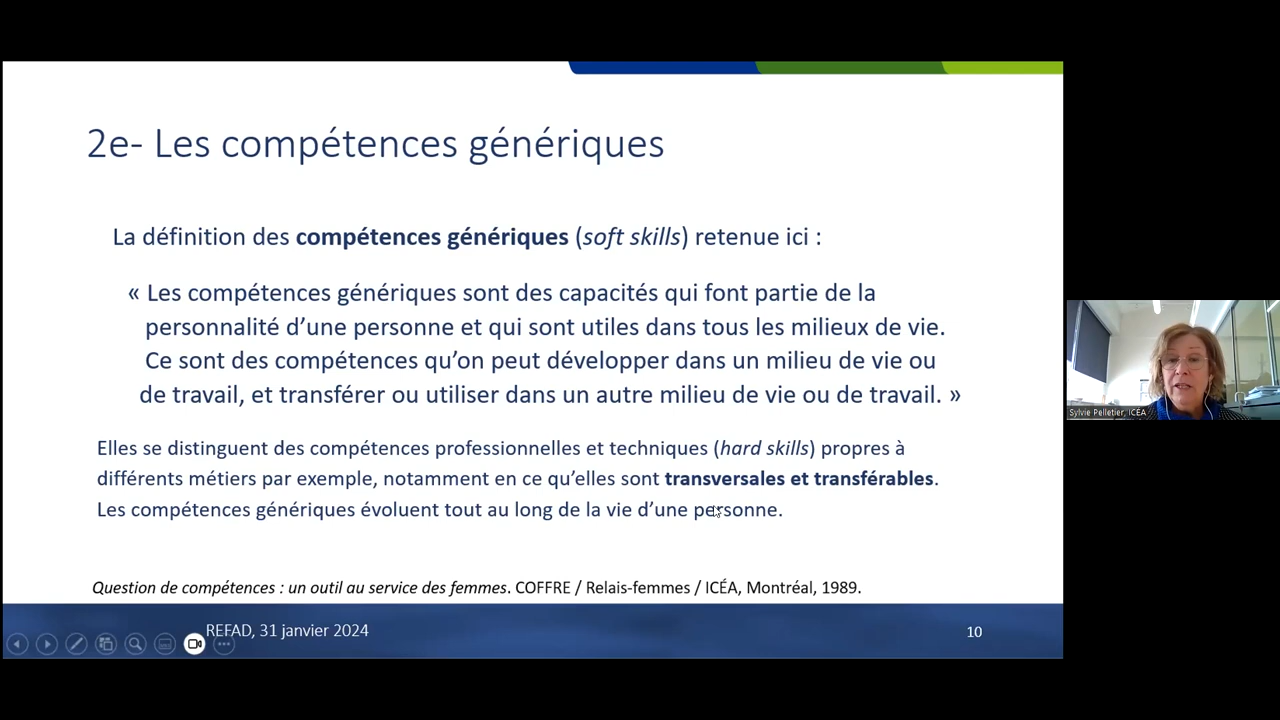 2e- Les compétences génériques
La définition des compétences génériques (soft skills) retenue ici :
« Les compétences génériques sont des capacités qui font partie de la
personnalité d’une personne et qui sont utiles dans tous les milieux de vie.
Ce sont des compétences qu’on peut développer dans un milieu de vie ou
de travail, et transférer ou utiliser dans un autre milieu de vie ou de travail. »
Elles se distinguent des compétences professionnelles et techniques (hard skills) propres à
différents métiers par exemple, notamment en ce qu’elles sont transversales et transférables.
Les compétences génériques évoluent tout au long de la vie d’une personne.
Question de compétences : un outil au service des femmes. COFFRE / Relais-femmes / ICÉA, Montréal, 1989.
REFAD, 31 janvier 2024
10
Sylvie Pelletier, ICÉA